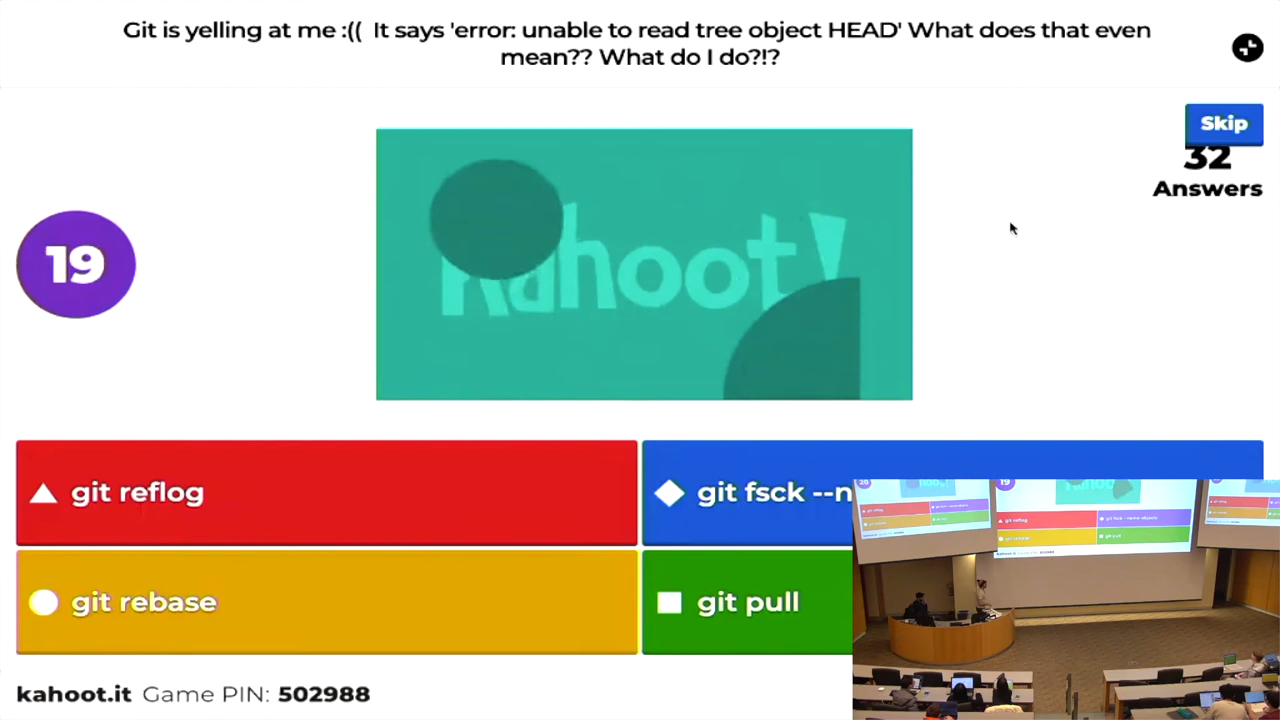 Git is yelling at me :(( It says 'error: unable to read tree object HEAD' What does that even
mean?? What do I do?!?
Skip
32
Answers
19
Kahoot!
git reflog
git fsck --n
git rebase
git pull
kahoot.it Game PIN: 502988